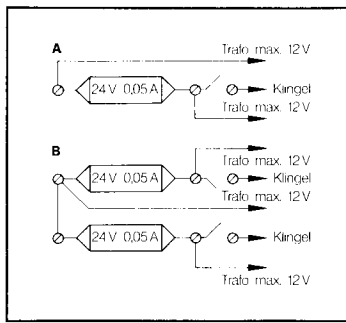 A
Trafo max. 12V
24V 0,05A
Klingel
Trafo max. 12V
B
Trafo max. 12V
24V 0,05A
Klingel
Trafo max. 12V
24V 0,05A
Klingel
Trafo max. 12V